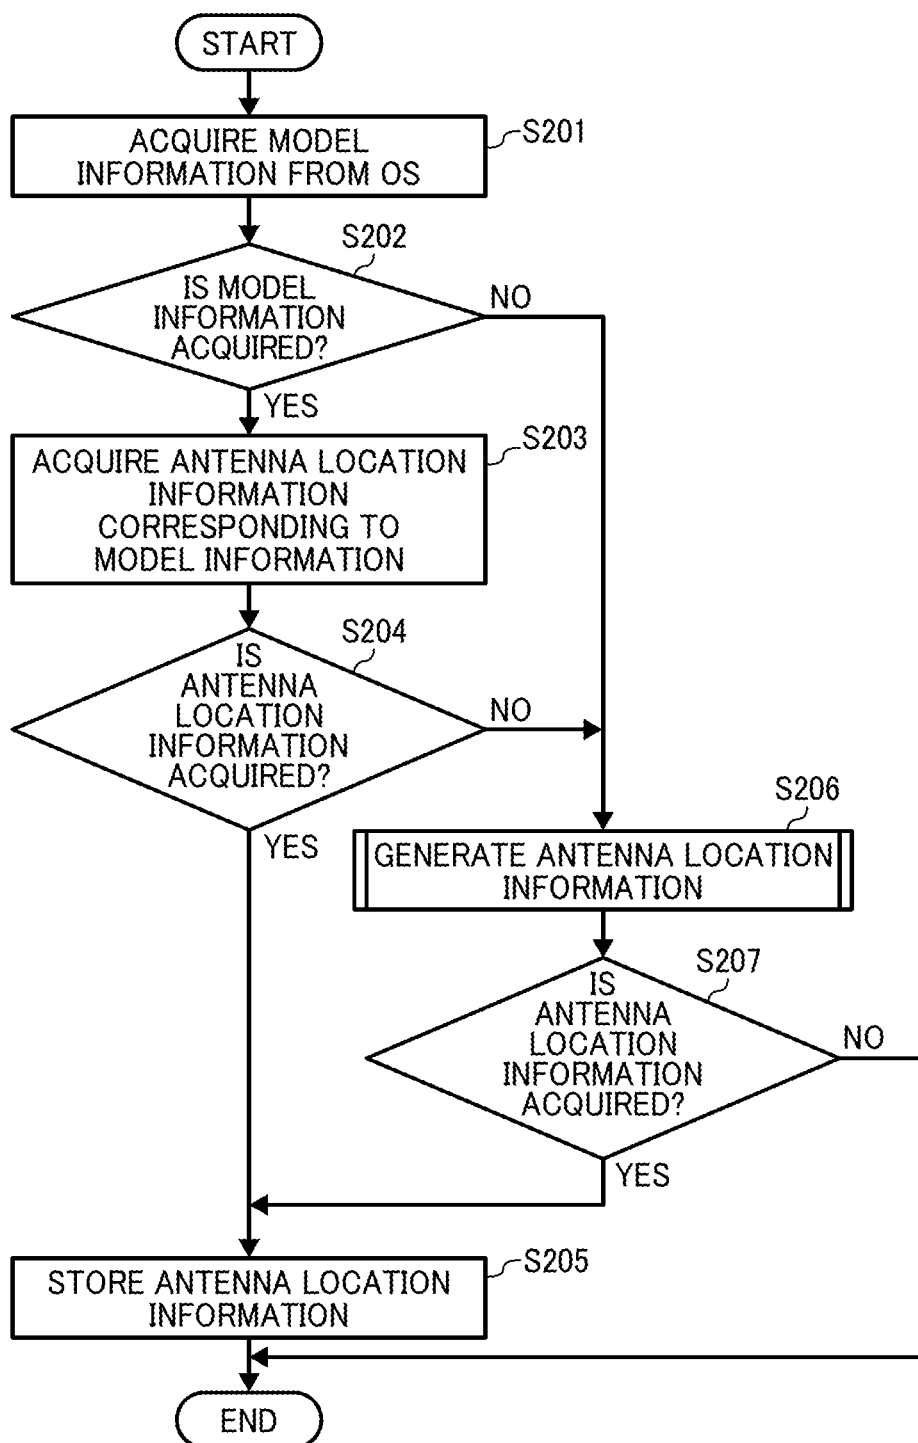 START
ACQUIRE MODEL
INFORMATION FROM OS
S201
S202
IS MODEL
INFORMATION
ACQUIRED?
NO
YES
S203
ACQUIRE ANTENNA LOCATION
INFORMATION
CORRESPONDING TO
MODEL INFORMATION
S204
IS
ANTENNA
LOCATION
INFORMATION
ACQUIRED?
NO
YES
S206
GENERATE ANTENNA LOCATION
INFORMATION
S207
IS
ANTENNA
LOCATION
INFORMATION
ACQUIRED?
NO
YES
S205
STORE ANTENNA LOCATION
INFORMATION
END